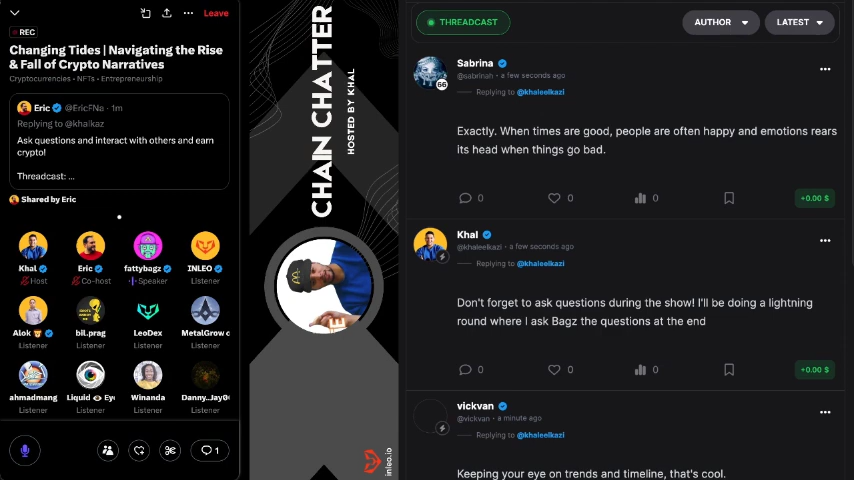 Leave
REC
Changing Tides | Navigating the Rise
& Fall of Crypto Narratives
Cryptocurrencies • NFTs • Entrepreneurship
Eric @EricFNa · 1m
Replying to @khalkaz
Ask questions and interact with others and earn
crypto!
Threadcast: ...
Shared by Eric
Khal
Host
Eric
Co-host
fattybagz
Speaker
INLEO
Listener
Alok
Listener
bil.prag
Listener
LeoDex
Listener
MetalGrow
Listener
ahmadmang
Listener
Liquid
Listener
Winanda
Listener
Danny..Jay0
Listener
1
CHAIN CHATTER
HOSTED BY KHAL
inleo.io
THREADCAST
AUTHOR
LATEST
Sabrina
@sabrinah • a few seconds ago
66
Replying to @khaleelkazi
Exactly. When times are good, people are often happy and emotions rears
its head when things go bad.
0 0 0 +0.00 $
Khal
@khaleelkazi • a few seconds ago
Replying to @khaleelkazi
Don't forget to ask questions during the show! I'll be doing a lightning
round where I ask Bagz the questions at the end
0 0 0 +0.00 $
vickvan
@vickvan • a minute ago
Replying to @khaleelkazi
Keeping your eye on trends and timeline, that's cool.